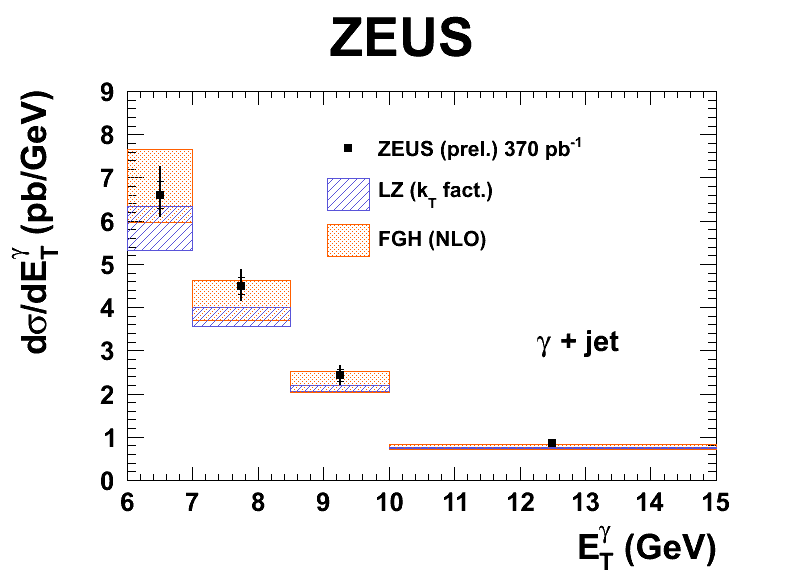 ZEUS
dσ/dE_T^γ (pb/GeV)
9
8
7
6
5
4
3
2
1
0
ZEUS (prel.) 370 pb⁻¹
LZ (k_T fact.)
FGH (NLO)
γ + jet
6 7 8 9 10 11 12 13 14 15
E_T^γ (GeV)